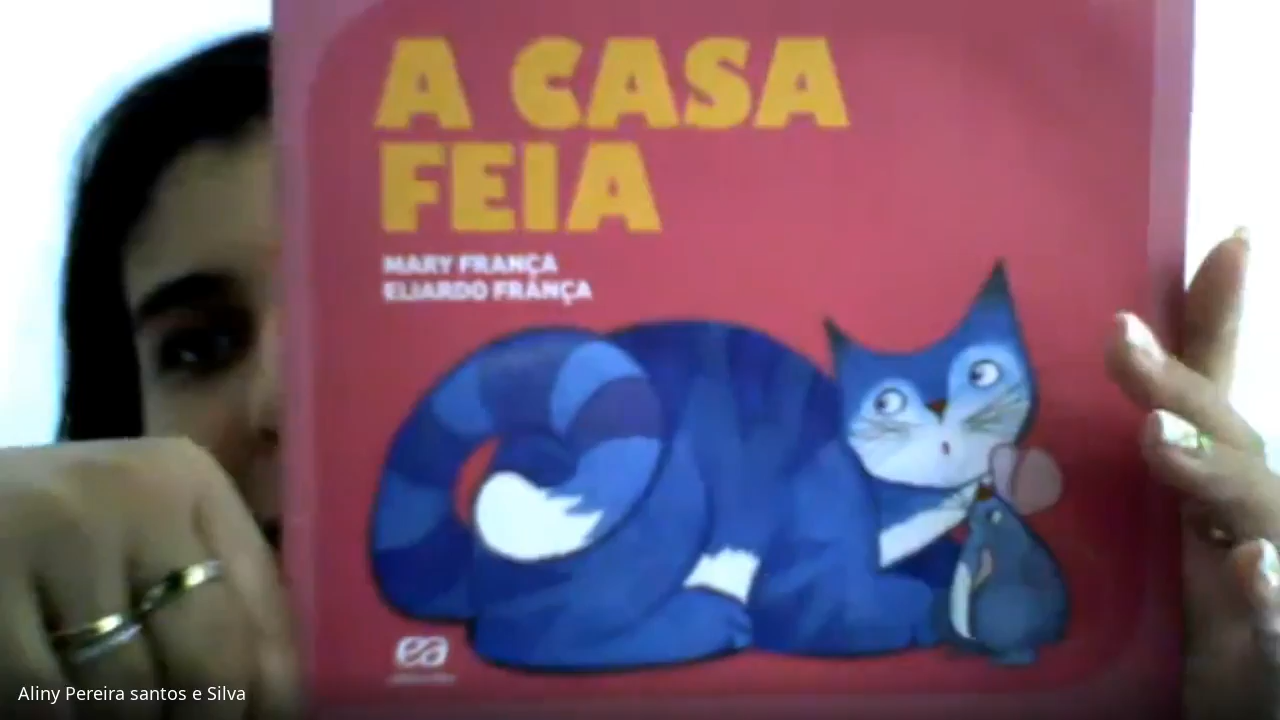 A CASA
FEIA
MARY FRANÇA
ELIARDO FRANÇA
Aliny Pereira santos e Silva